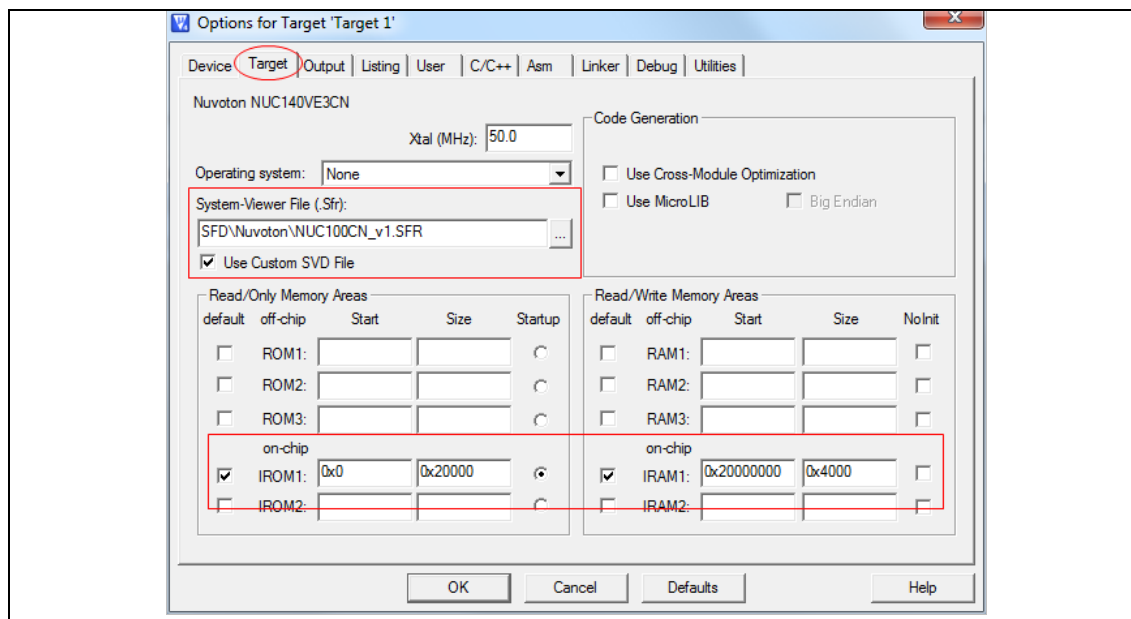 Options for Target 'Target 1'
Device Target Output Listing User C/C++ Asm Linker Debug Utilities
Nuvoton NUC140VE3CN
Xtal (MHz): 50.0
Operating system: None
System-Viewer File (.Sfr):
SFD\Nuvoton\NUC100CN_v1.SFR ...
Use Custom SVD File
Code Generation
Use Cross-Module Optimization
Use MicroLIB Big Endian
Read/Only Memory Areas
default off-chip Start Size Startup
ROM1:
ROM2:
ROM3:
on-chip
IROM1: 0x0 0x20000
IROM2:
Read/Write Memory Areas
default off-chip Start Size NoInit
RAM1:
RAM2:
RAM3:
on-chip
IRAM1: 0x20000000 0x4000
IRAM2:
OK Cancel Defaults Help